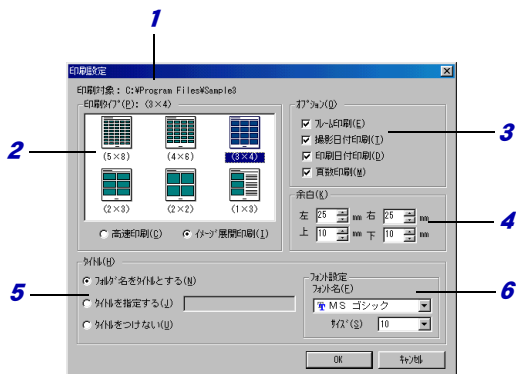 1
印刷設定
印刷対象: C:¥Program Files¥Sample3
印刷ﾀｲﾌﾟ(P): (3×4)
2
(5×8) (4×6) (3×4)
(2×3) (2×2) (1×3)
高速印刷(C) ｲﾒｰｼﾞ展開印刷(I)
ｵﾌﾟｼｮﾝ(O)
ﾌﾚｰﾑ印刷(E)
撮影日付印刷(T)
印刷日付印刷(D)
頁数印刷(M)
3
余白(K)
左 25 mm 右 25 mm
上 10 mm 下 10 mm
4
ﾀｲﾄﾙ(H)
ﾌｫﾙﾀﾞ名をﾀｲﾄﾙとする(N)
ﾀｲﾄﾙを指定する(J)
ﾀｲﾄﾙをつけない(U)
5
ﾌｫﾝﾄ設定
ﾌｫﾝﾄ名(F)
MS ゴシック
ｻｲｽﾞ(S) 10
6
OK ｷｬﾝｾﾙ